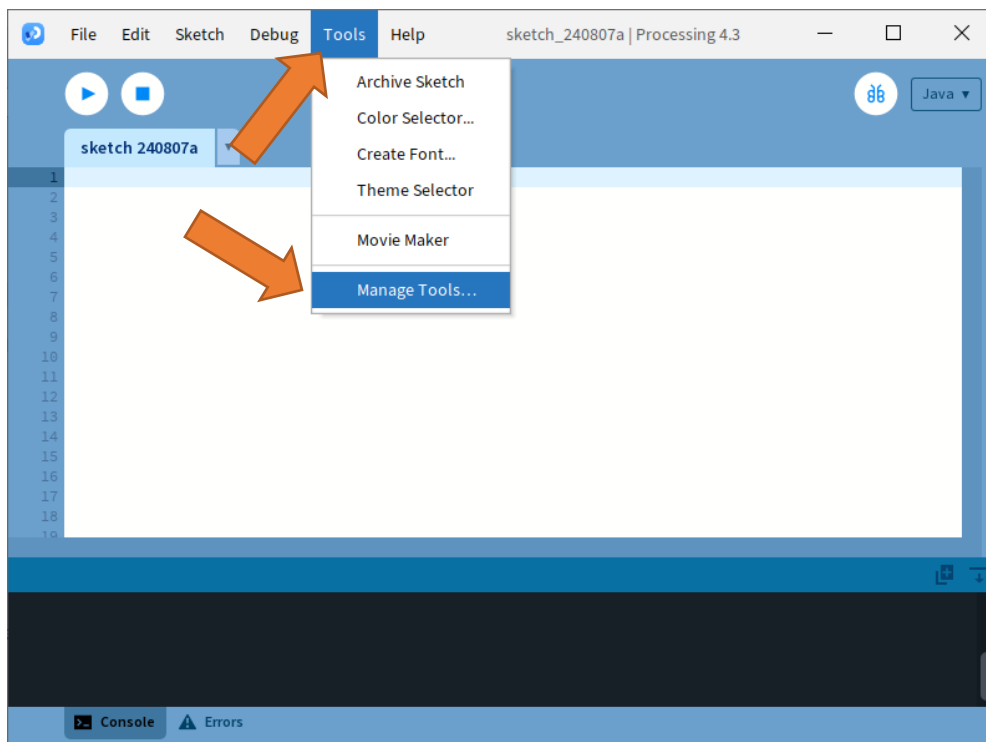 File Edit Sketch Debug Tools Help sketch_240807a | Processing 4.3
Archive Sketch
Color Selector...
Create Font...
Theme Selector
Movie Maker
Manage Tools...
Java ▾
sketch 240807a ▾
1
2
3
4
5
6
7
8
9
10
11
12
13
14
15
16
17
18
19
Console Errors